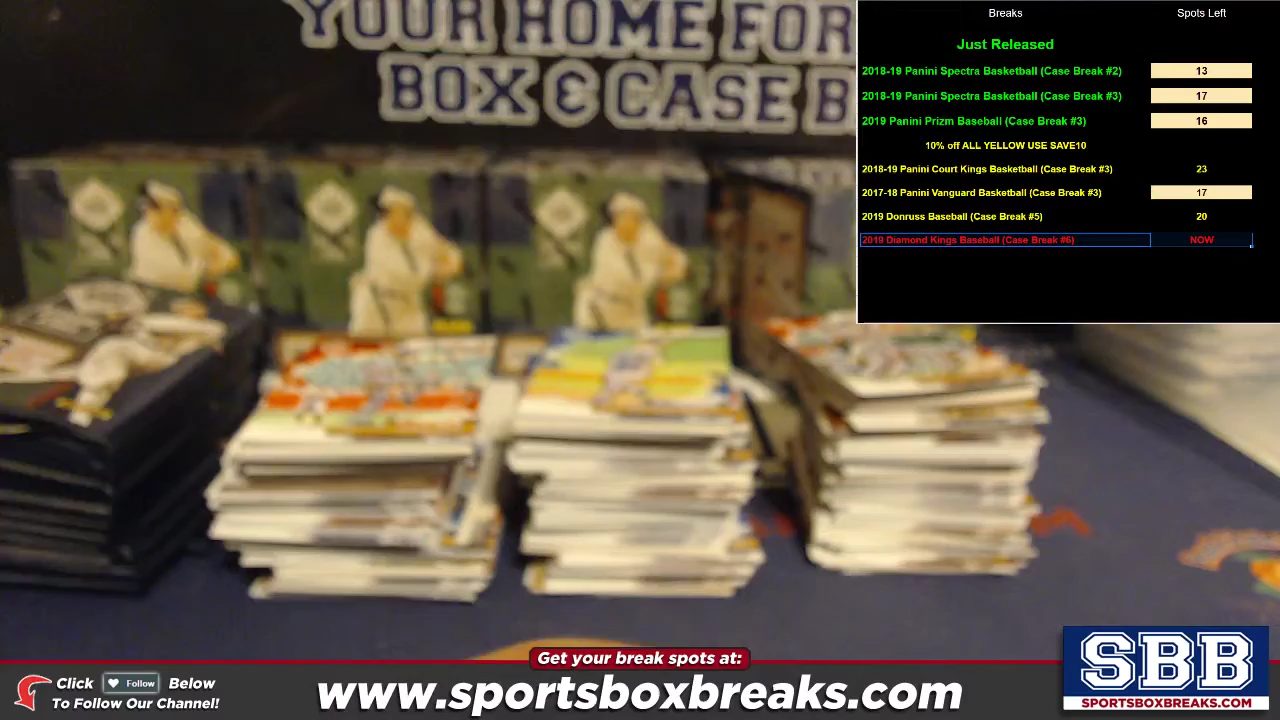 YOUR HOME FOR
BOX & CASE B
Breaks Spots Left
Just Released
2018-19 Panini Spectra Basketball (Case Break #2) 13
2018-19 Panini Spectra Basketball (Case Break #3) 17
2019 Panini Prizm Baseball (Case Break #3) 16
10% off ALL YELLOW USE SAVE10
2018-19 Panini Court Kings Basketball (Case Break #3) 23
2017-18 Panini Vanguard Basketball (Case Break #3) 17
2019 Donruss Baseball (Case Break #5) 20
2019 Diamond Kings Baseball (Case Break #6) NOW
Get your break spots at:
Click Follow Below
To Follow Our Channel!
www.sportsboxbreaks.com
SBB
SPORTSBOXBREAKS.COM